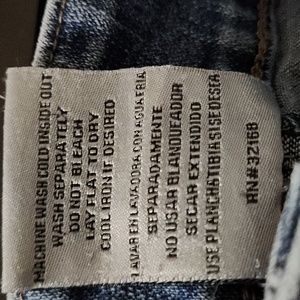 MACHINE WASH COLD INSIDE OUT
WASH SEPARATELY
DO NOT BLEACH
LAY FLAT TO DRY
COOL IRON IF DESIRED
LAVAR EN LAVADORA CON AGUA FRIA
SEPARADAMENTE
NO USAR BLANQUEADOR
SECAR EXTENDIDO
USE PLANCHA TIBIA SI SE DESEA
RN#32168